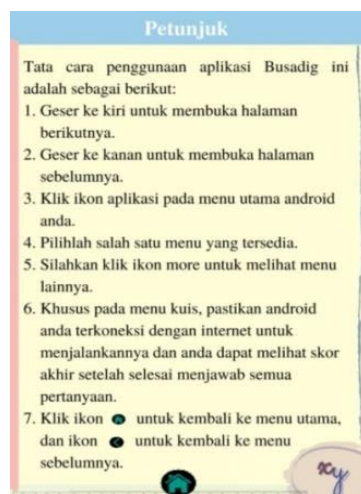 Petunjuk
Tata cara penggunaan aplikasi Busadig ini
adalah sebagai berikut:
1. Geser ke kiri untuk membuka halaman
berikutnya.
2. Geser ke kanan untuk membuka halaman
sebelumnya.
3. Klik ikon aplikasi pada menu utama android
anda.
4. Pilihlah salah satu menu yang tersedia.
5. Silahkan klik ikon more untuk melihat menu
lainnya.
6. Khusus pada menu kuis, pastikan android
anda terkoneksi dengan internet untuk
menjalankannya dan anda dapat melihat skor
akhir setelah selesai menjawab semua
pertanyaan.
7. Klik ikon untuk kembali ke menu utama,
dan ikon untuk kembali ke menu
sebelumnya.
xy